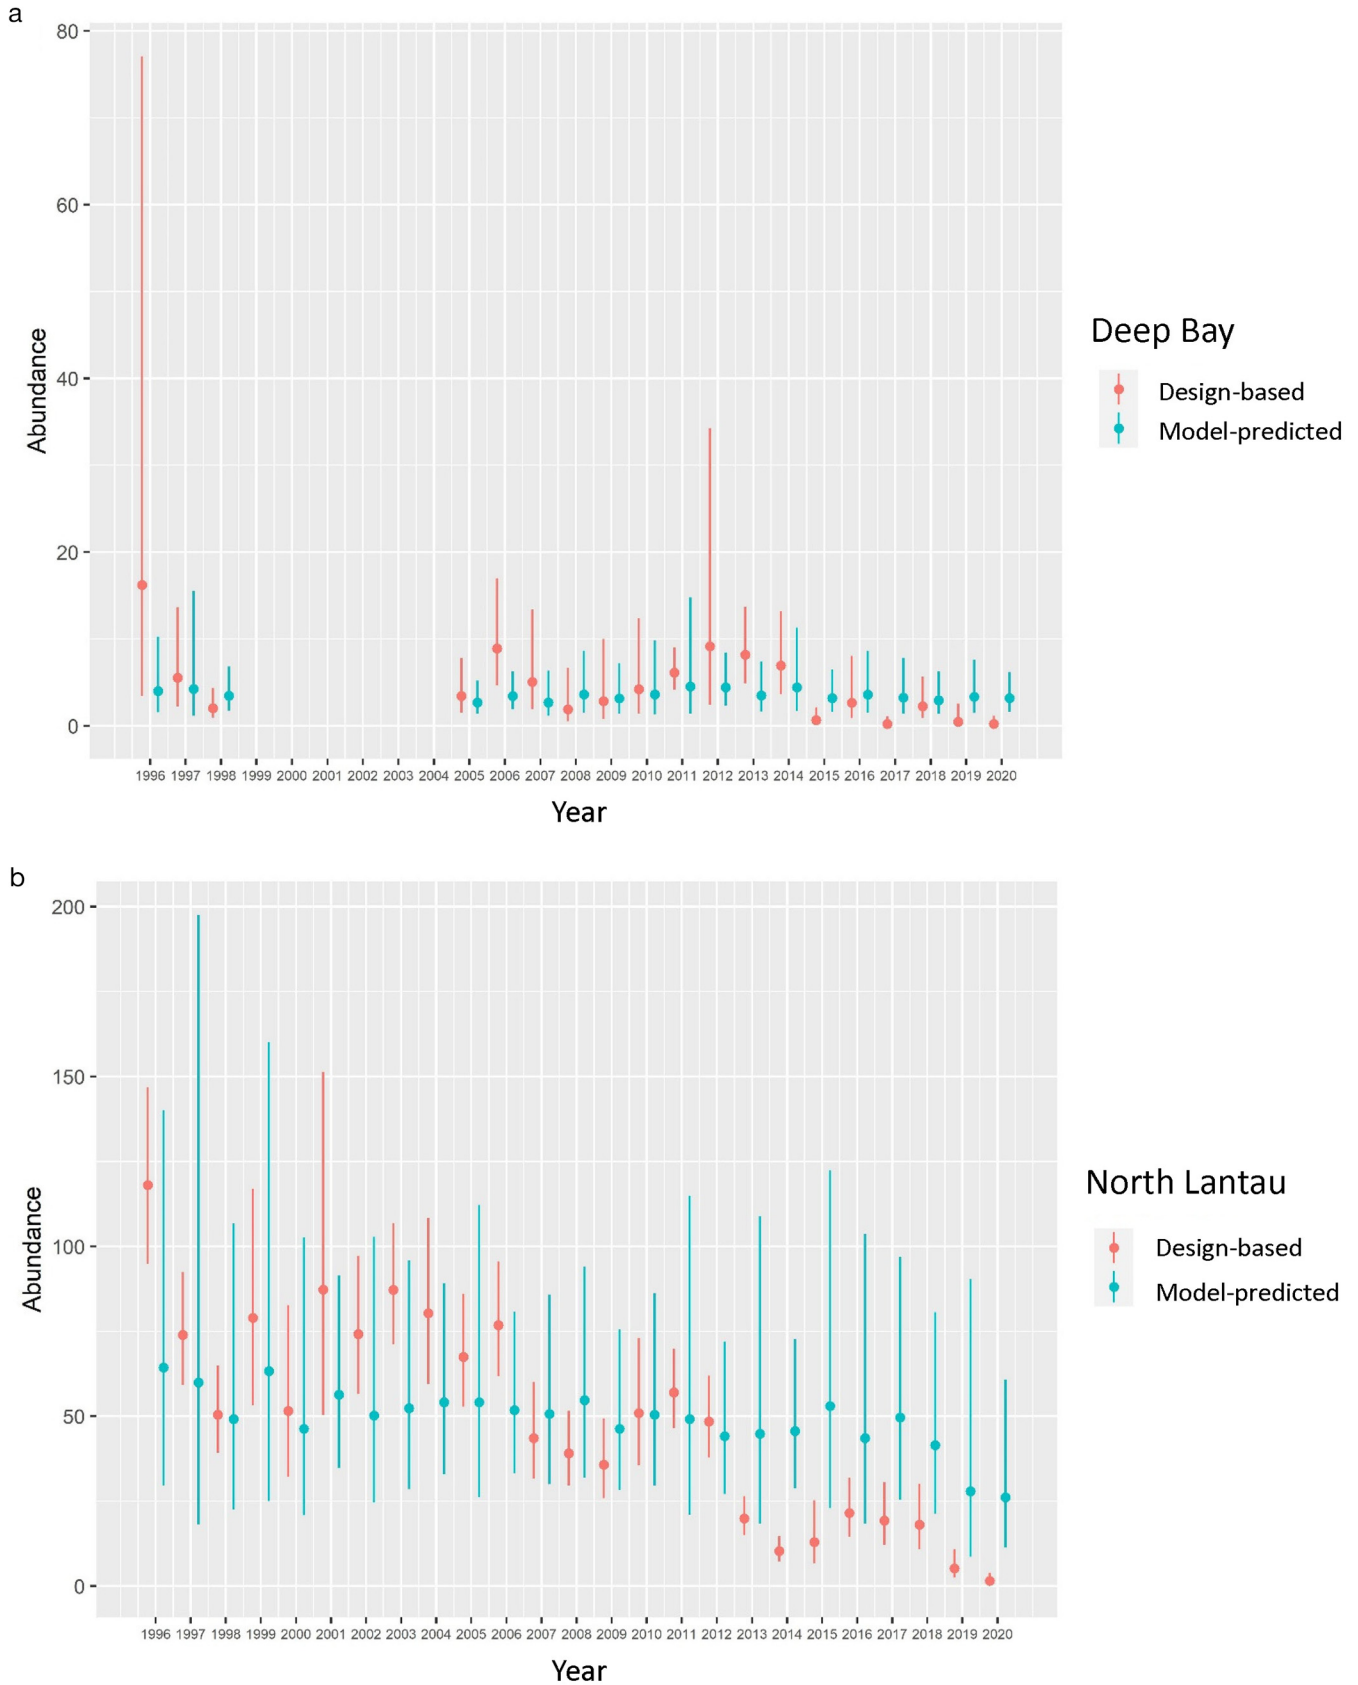 a
80
60
40
20
0
Abundance
1996 1997 1998 1999 2000 2001 2002 2003 2004 2005 2006 2007 2008 2009 2010 2011 2012 2013 2014 2015 2016 2017 2018 2019 2020
Year
Deep Bay
Design-based
Model-predicted
b
200
150
100
50
0
Abundance
1996 1997 1998 1999 2000 2001 2002 2003 2004 2005 2006 2007 2008 2009 2010 2011 2012 2013 2014 2015 2016 2017 2018 2019 2020
Year
North Lantau
Design-based
Model-predicted